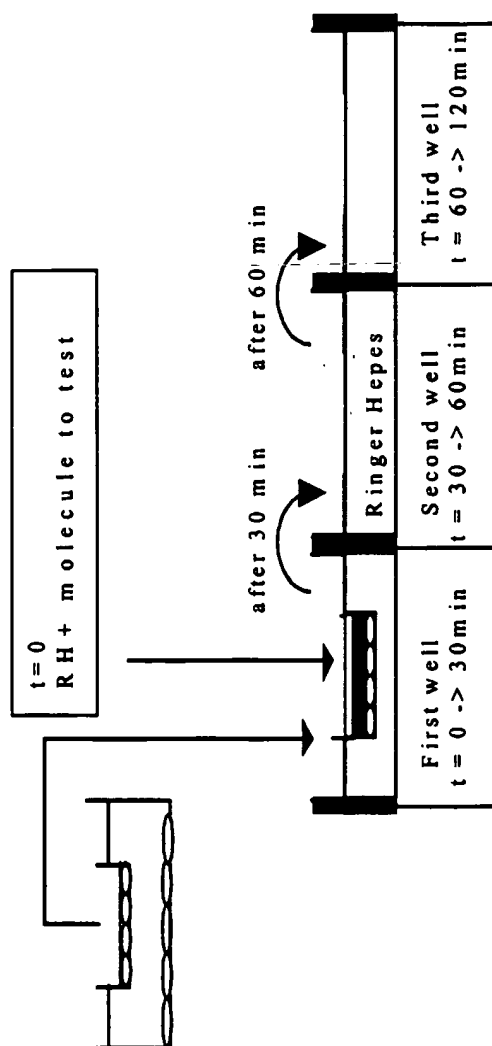 t=0
RH+ molecule to test
after 30 min
after 60 min
Ringer Hepes
First well
t = 0 -> 30min
Second well
t = 30 -> 60min
Third well
t = 60 -> 120min